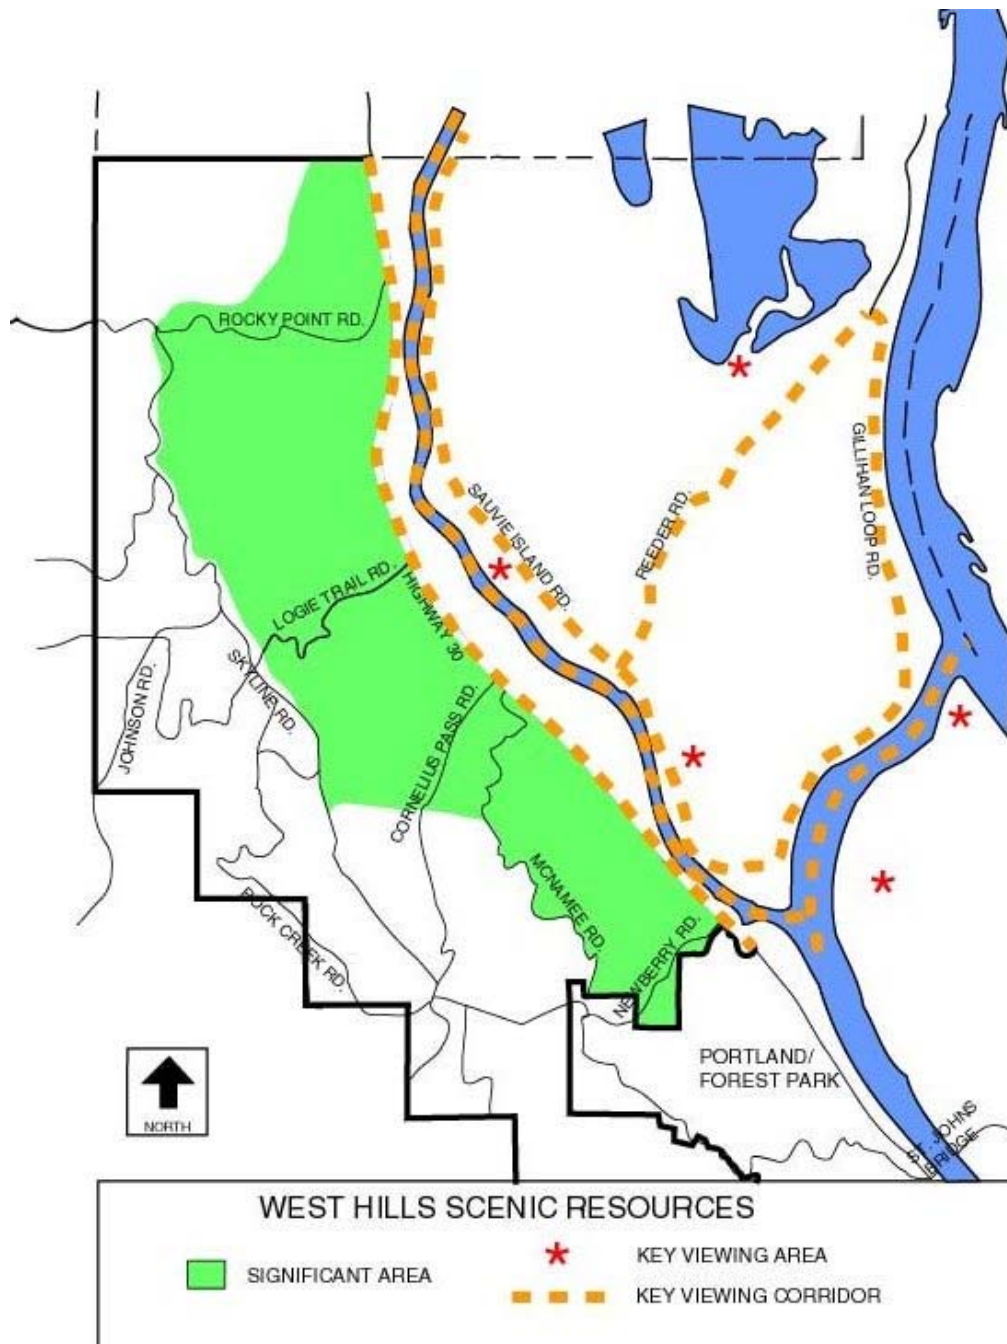 ROCKY POINT RD.
SAUVIE ISLAND RD.
REEDER RD.
GILLIHAN LOOP RD.
LOGIE TRAIL RD.
HIGHWAY 30
SKYLINE RD.
JOHNSON RD.
CORNELIUS PASS RD.
MCNAMEE RD.
NEWBERRY RD.
ROCK CREEK RD.
PORTLAND/
FOREST PARK
NORTH
ST. JOHNS
BRIDGE
WEST HILLS SCENIC RESOURCES
SIGNIFICANT AREA
KEY VIEWING AREA
KEY VIEWING CORRIDOR